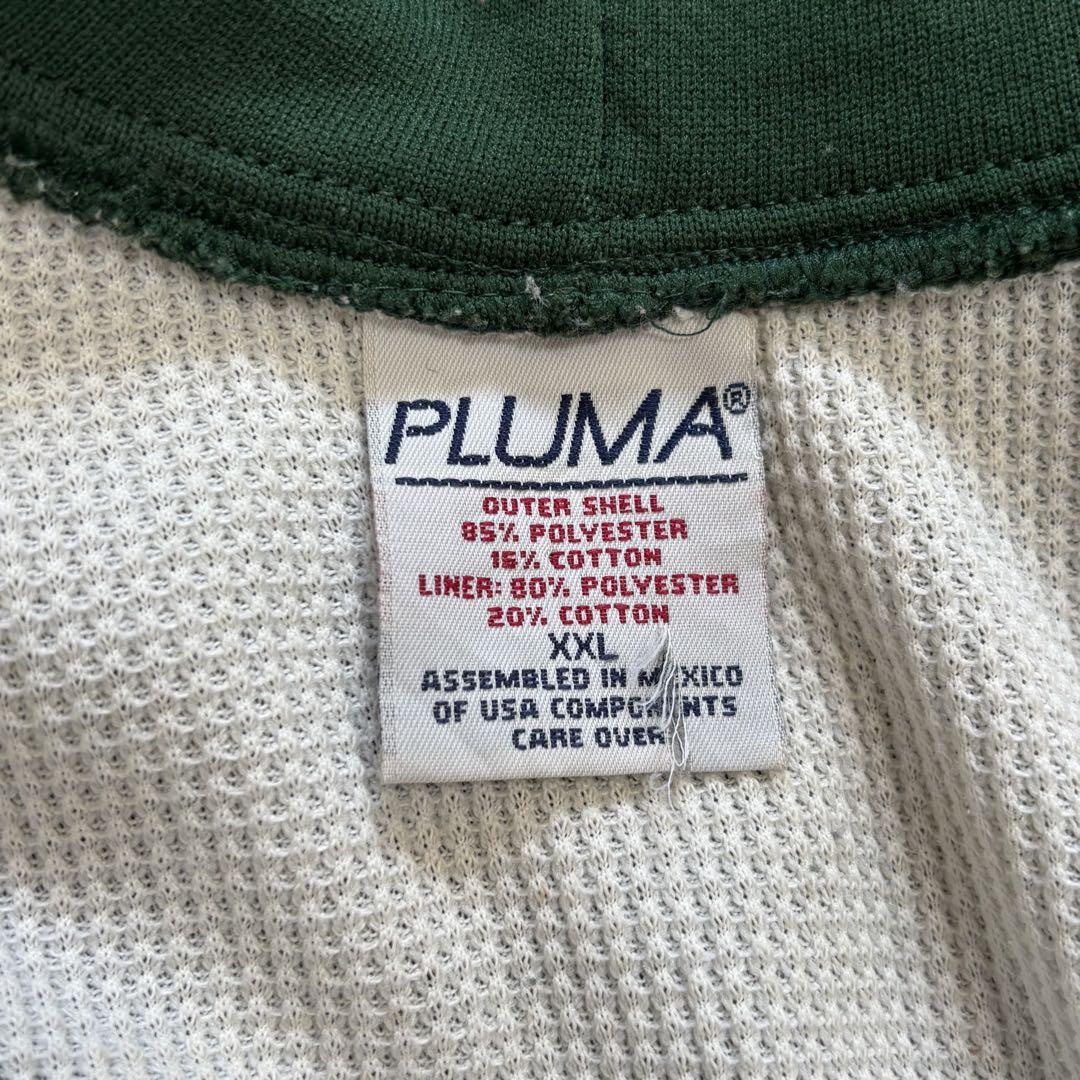 PLUMA®
OUTER SHELL
85% POLYESTER
15% COTTON
LINER: 80% POLYESTER
20% COTTON
XXL
ASSEMBLED IN MEXICO
OF USA COMPONENTS
CARE OVER